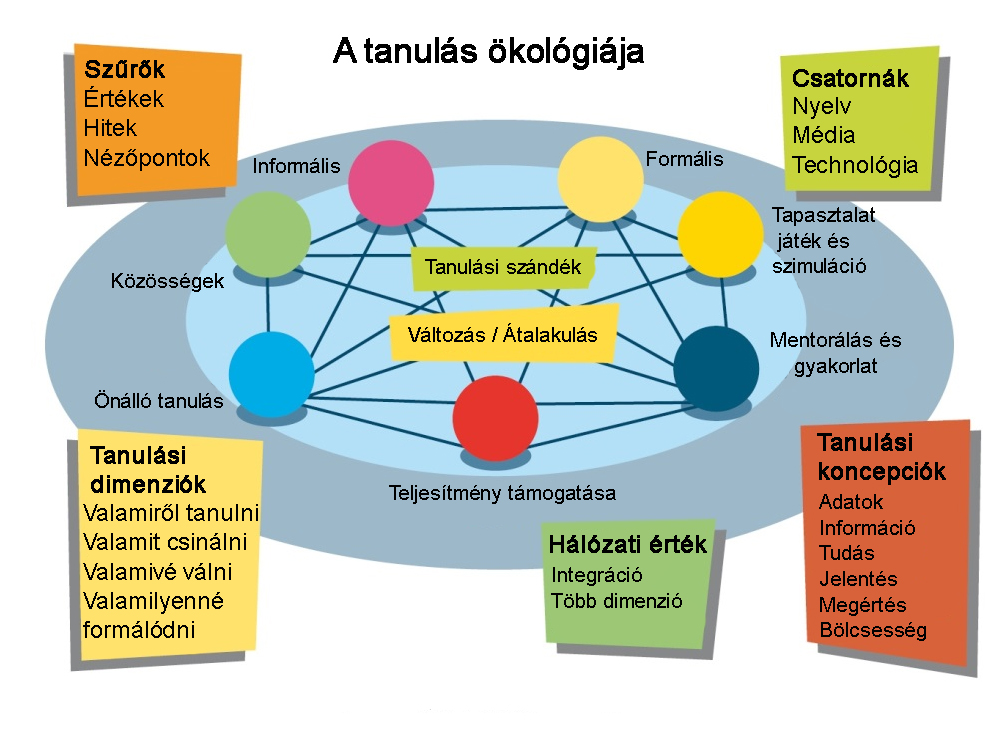 A tanulás ökológiája
Szűrők
Értékek
Hitek
Nézőpontok
Csatornák
Nyelv
Média
Technológia
Informális
Formális
Közösségek
Tapasztalat
játék és
szimuláció
Tanulási szándék
Változás / Átalakulás
Mentorálás és
gyakorlat
Önálló tanulás
Teljesítmény támogatása
Tanulási
dimenziók
Valamiről tanulni
Valamit csinálni
Valamivé válni
Valamilyenné
formálódni
Hálózati érték
Integráció
Több dimenzió
Tanulási
koncepciók
Adatok
Információ
Tudás
Jelentés
Megértés
Bölcsesség